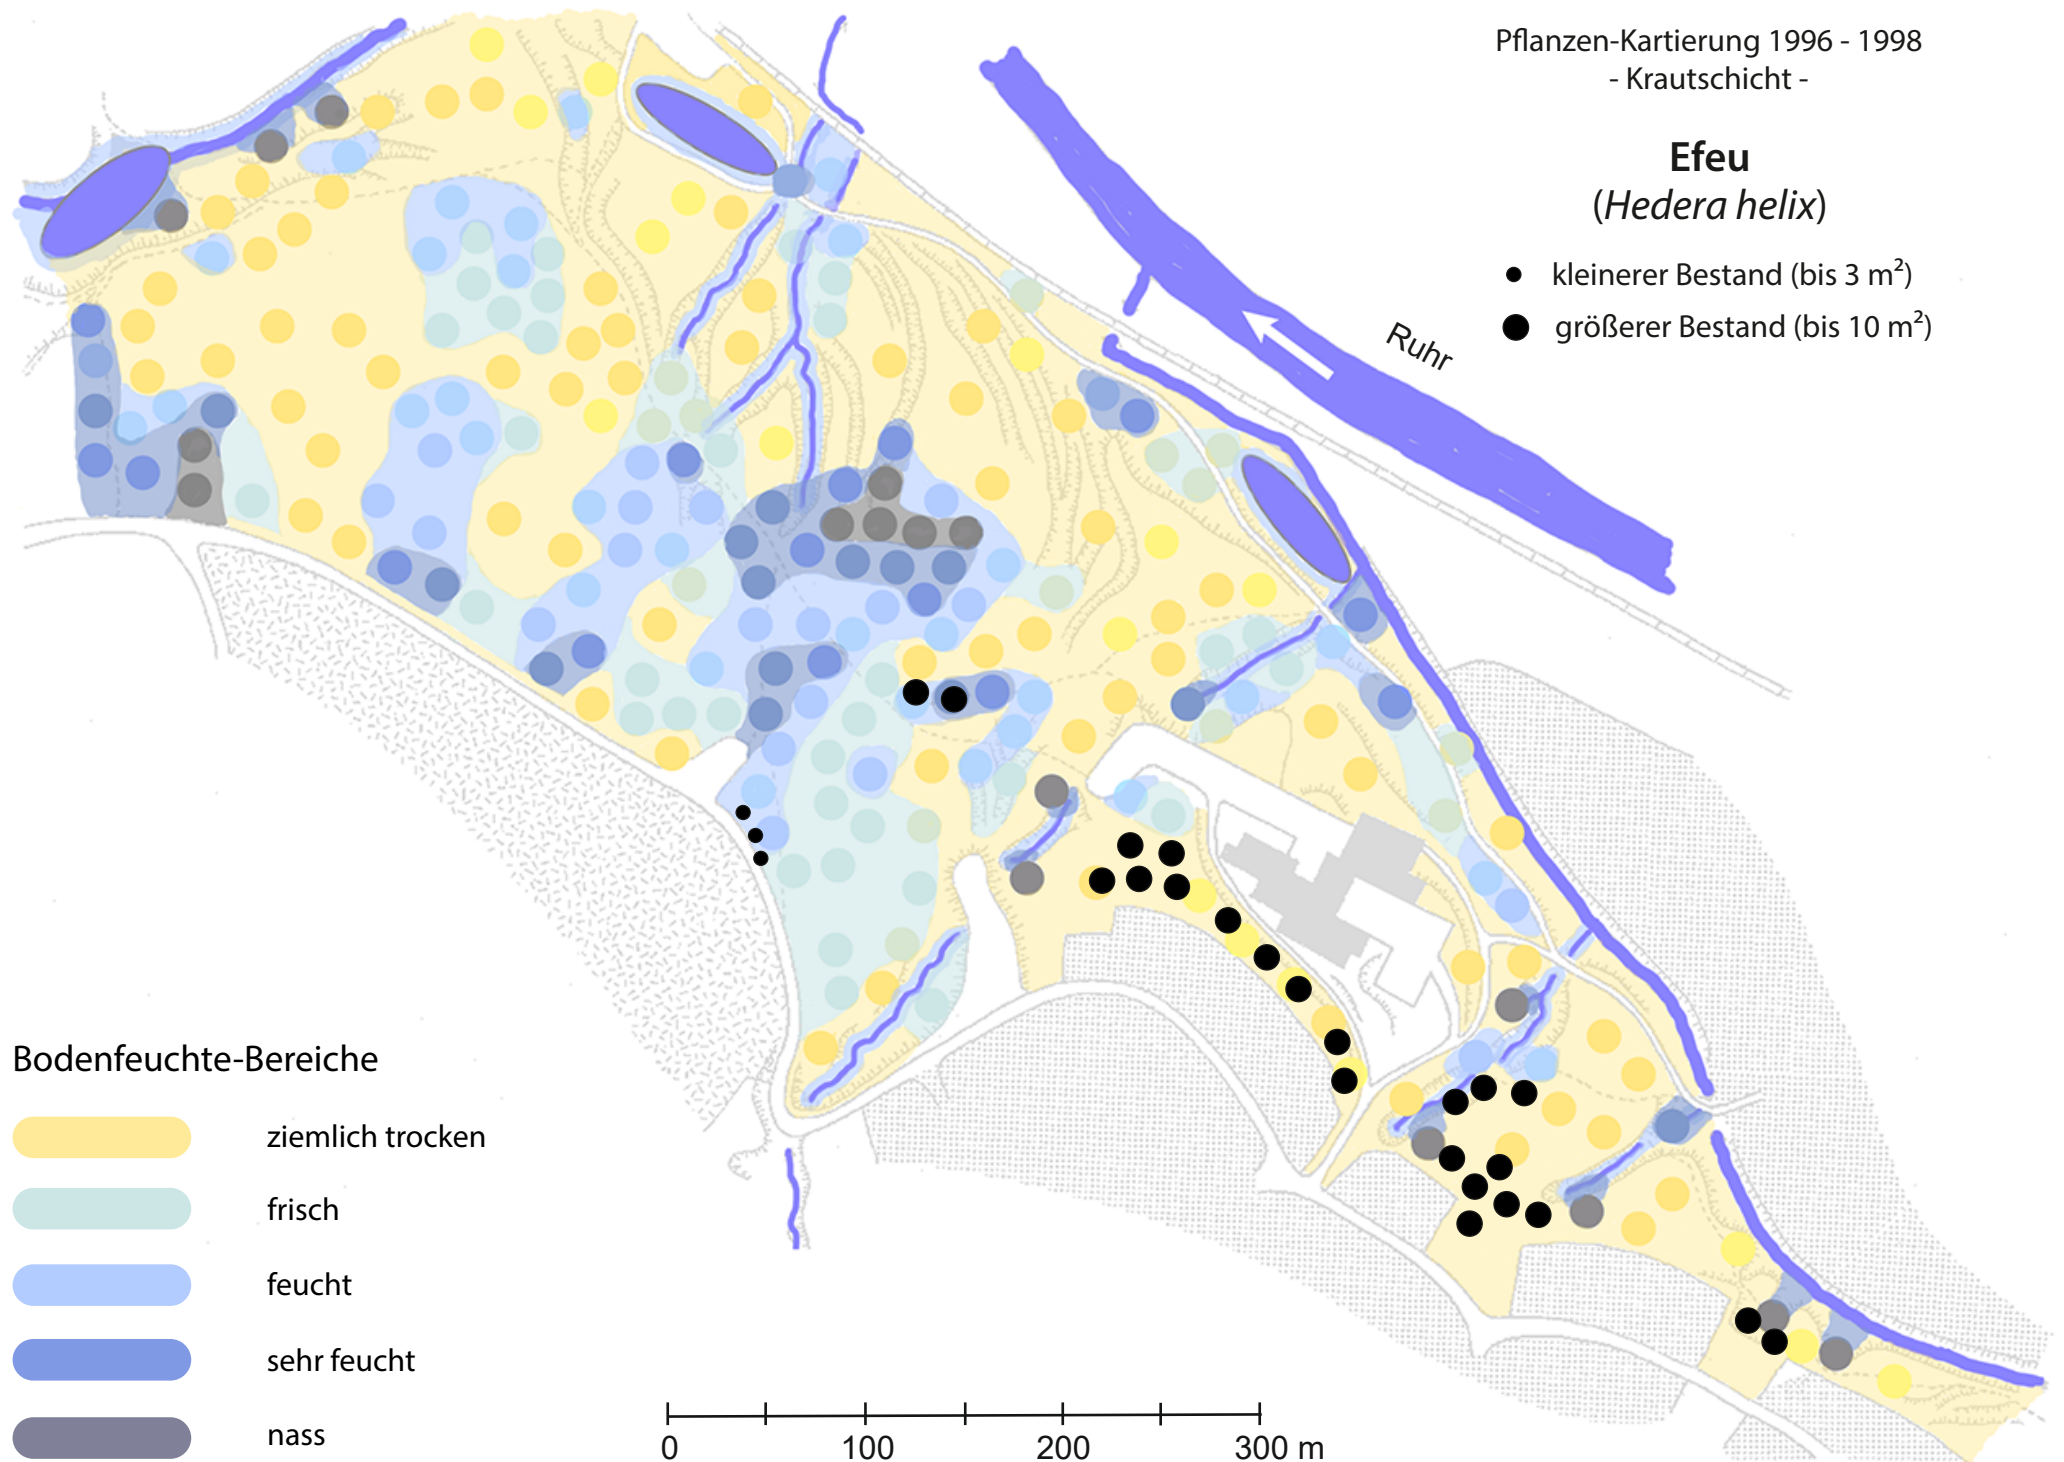 Pflanzen-Kartierung 1996 - 1998
- Krautschicht -
Efeu
(Hedera helix)
kleinerer Bestand (bis 3 m²)
größerer Bestand (bis 10 m²)
Ruhr
Bodenfeuchte-Bereiche
ziemlich trocken
frisch
feucht
sehr feucht
nass
0 100 200 300 m